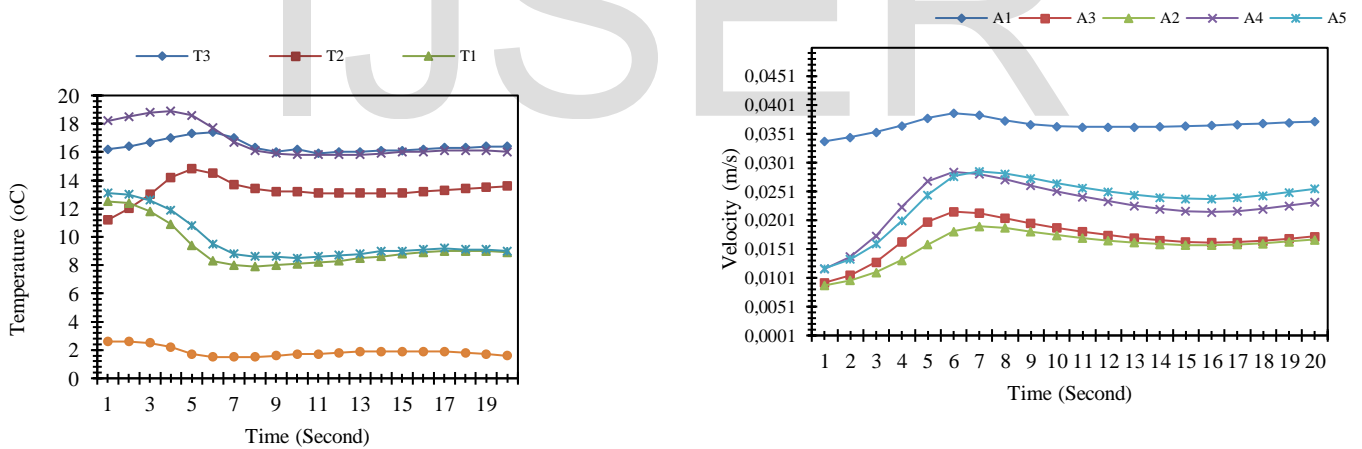 IJSER
T3 T2 T1
20
18
16
14
12
10
8
6
4
2
0
Temperature (oC)
1 3 5 7 9 11 13 15 17 19
Time (Second)
A1 A3 A2 A4 A5
0,0451
0,0401
0,0351
0,0301
0,0251
0,0201
0,0151
0,0101
0,0051
0,0001
Velocity (m/s)
1 2 3 4 5 6 7 8 9 10 11 12 13 14 15 16 17 18 19 20
Time (Second)